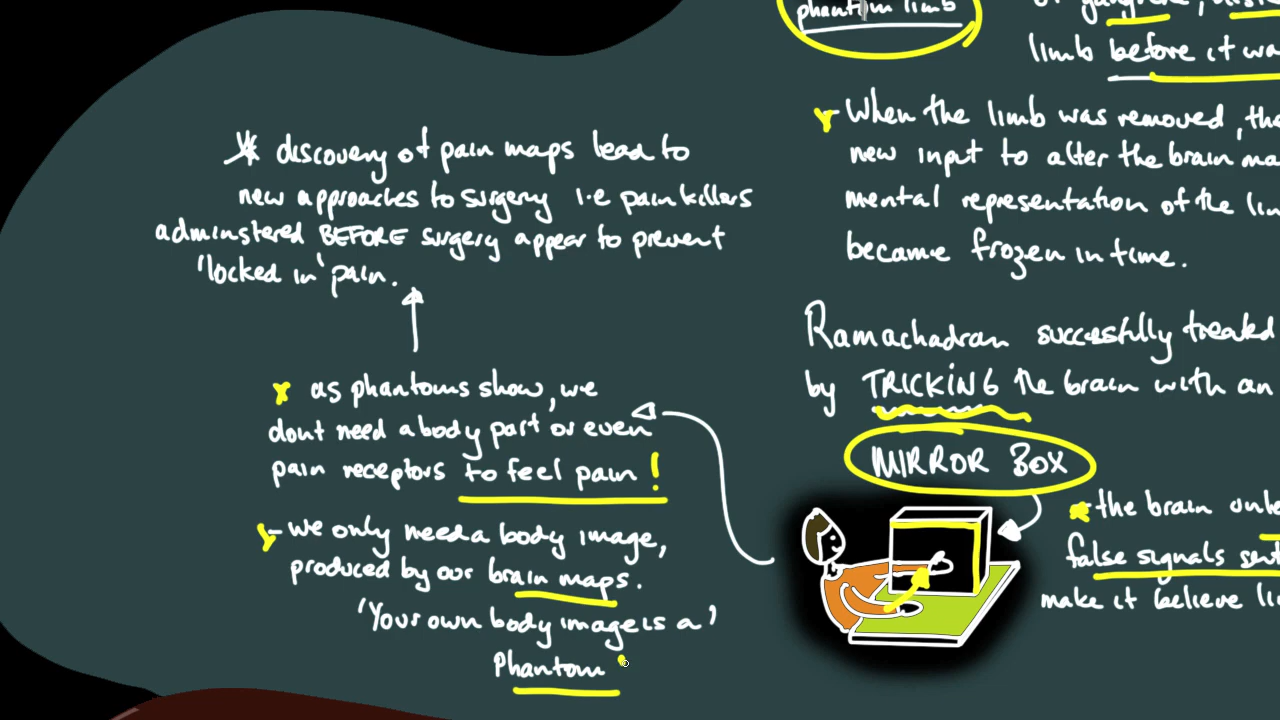 * discovery of pain maps lead to
new approaches to surgery i.e painkillers
adminstered BEFORE surgery appear to prevent
'locked in' pain.
as phantoms show, we
dont need a body part or even
pain receptors to feel pain!
we only need a body image,
produced by our brain maps.
'Your own body image is a'
Phantom
phantom limb
or gangrene,
limb before it wa
When the limb was removed, the
new input to alter the brain ma
mental representation of the lim
became frozen in time.
Ramachadran succesfully treated
by TRICKING the brain with an
MIRROR BOX
the brain
false signals sent
make it believe li